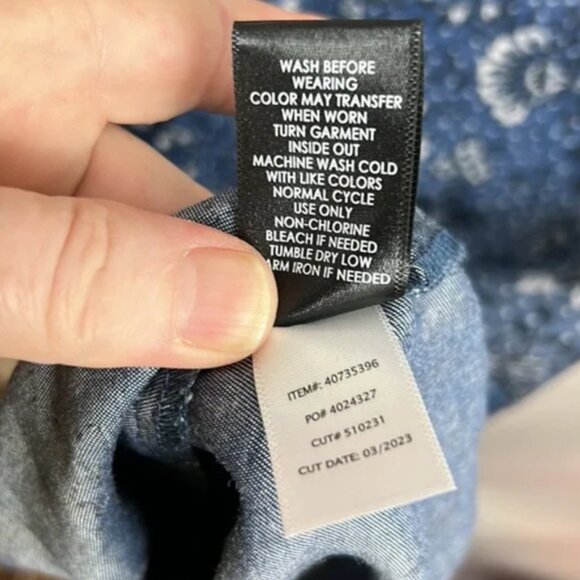 WASH BEFORE
WEARING
COLOR MAY TRANSFER
WHEN WORN
TURN GARMENT
INSIDE OUT
MACHINE WASH COLD
WITH LIKE COLORS
NORMAL CYCLE
USE ONLY
NON-CHLORINE
BLEACH IF NEEDED
TUMBLE DRY LOW
ARM IRON IF NEEDED
ITEM#: 40735396
PO# 4024327
CUT# 510231
CUT DATE: 03/2023